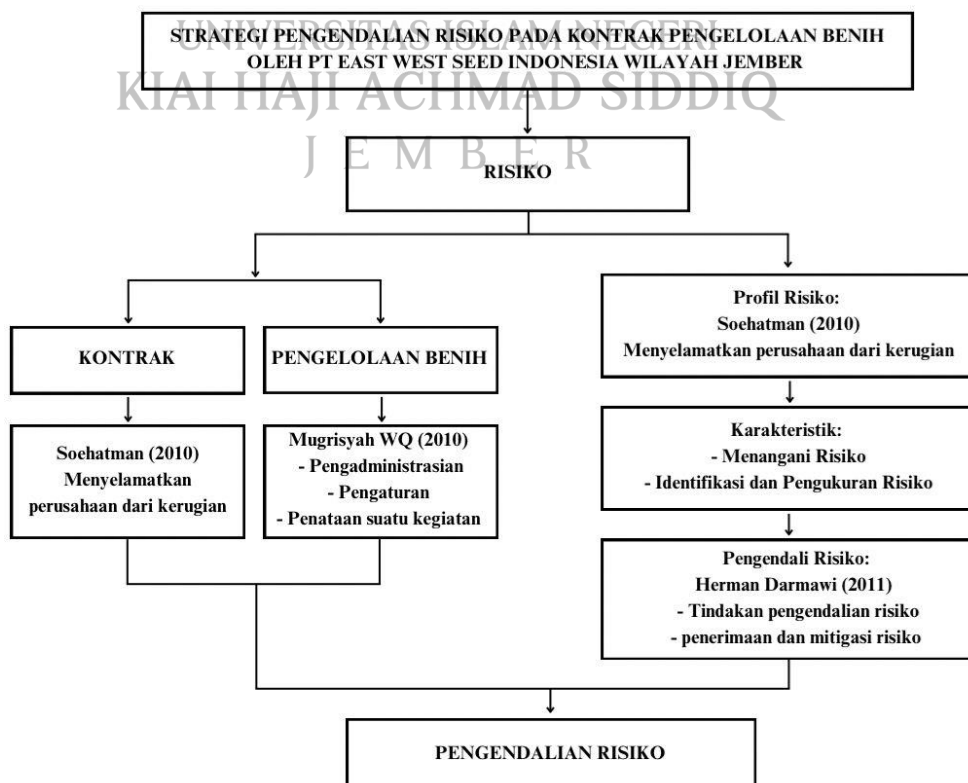 UNIVERSITAS ISLAM NEGERI
KIAI HAJI ACHMAD SIDDIQ
JEMBER
STRATEGI PENGENDALIAN RISIKO PADA KONTRAK PENGELOLAAN BENIH
OLEH PT EAST WEST SEED INDONESIA WILAYAH JEMBER
RISIKO
KONTRAK
Soehatman (2010)
Menyelamatkan
perusahaan dari kerugian
PENGELOLAAN BENIH
Mugrisyah WQ (2010)
- Pengadministrasian
- Pengaturan
- Penataan suatu kegiatan
Profil Risiko:
Soehatman (2010)
Menyelamatkan perusahaan dari kerugian
Karakteristik:
- Menangani Risiko
- Identifikasi dan Pengukuran Risiko
Pengendali Risiko:
Herman Darmawi (2011)
- Tindakan pengendalian risiko
- penerimaan dan mitigasi risiko
PENGENDALIAN RISIKO